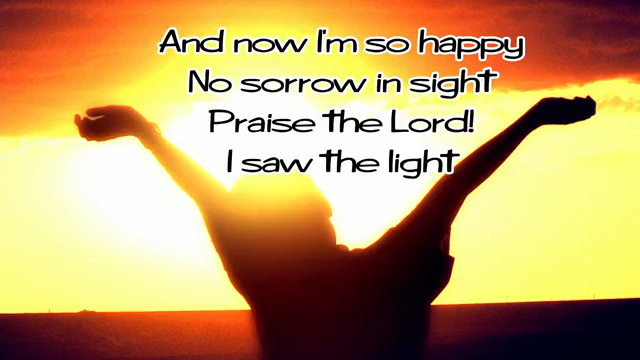 And now I'm so happy
No sorrow in sight
Praise the Lord!
I saw the light